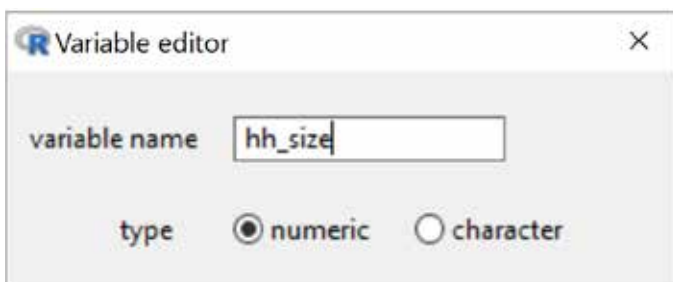 R Variable editor
variable name hh_size
type numeric character